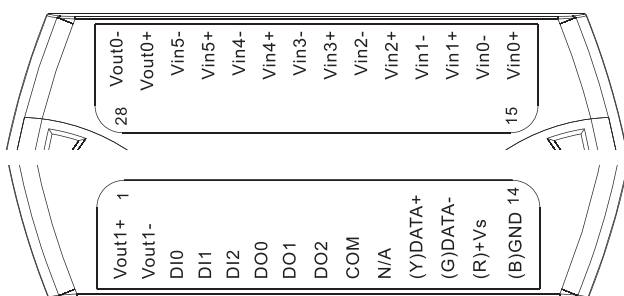 Vout0-
Vout0+
Vin5-
Vin5+
Vin4-
Vin4+
Vin3-
Vin3+
Vin2-
Vin2+
Vin1-
Vin1+
Vin0-
Vin0+
28
15
1
14
Vout1+
Vout1-
DI0
DI1
DI2
DO0
DO1
DO2
COM
N/A
(Y)DATA+
(G)DATA-
(R)+Vs
(B)GND